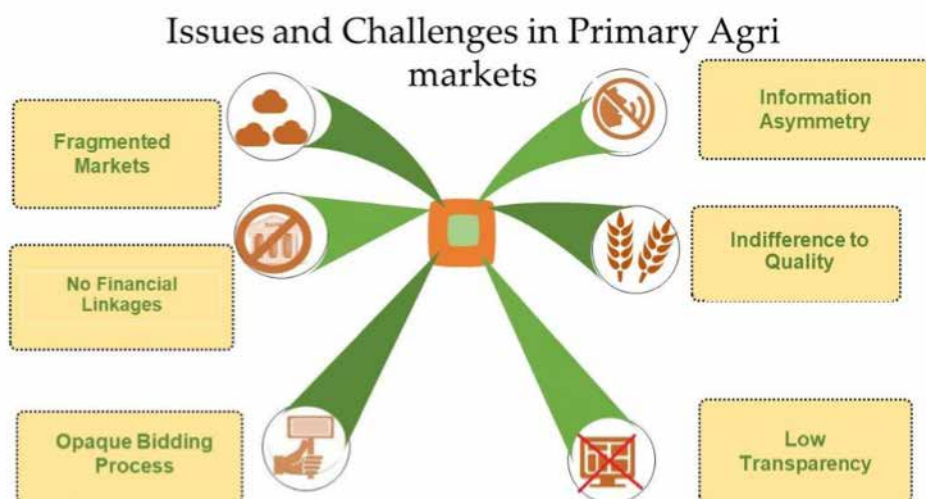 Issues and Challenges in Primary Agri
markets
Fragmented
Markets
Information
Asymmetry
No Financial
Linkages
Indifference to
Quality
Opaque Bidding
Process
Low
Transparency